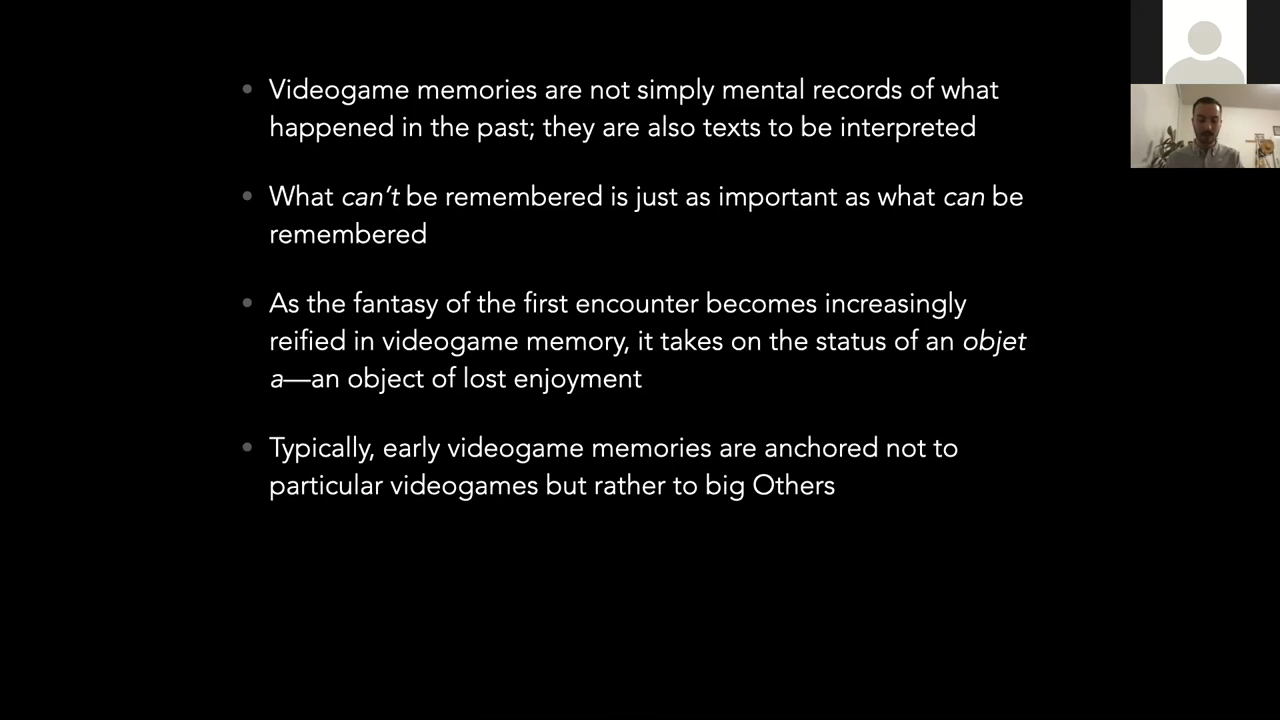 • Videogame memories are not simply mental records of what
happened in the past; they are also texts to be interpreted
• What can’t be remembered is just as important as what can be
remembered
• As the fantasy of the first encounter becomes increasingly
reified in videogame memory, it takes on the status of an objet
a—an object of lost enjoyment
• Typically, early videogame memories are anchored not to
particular videogames but rather to big Others